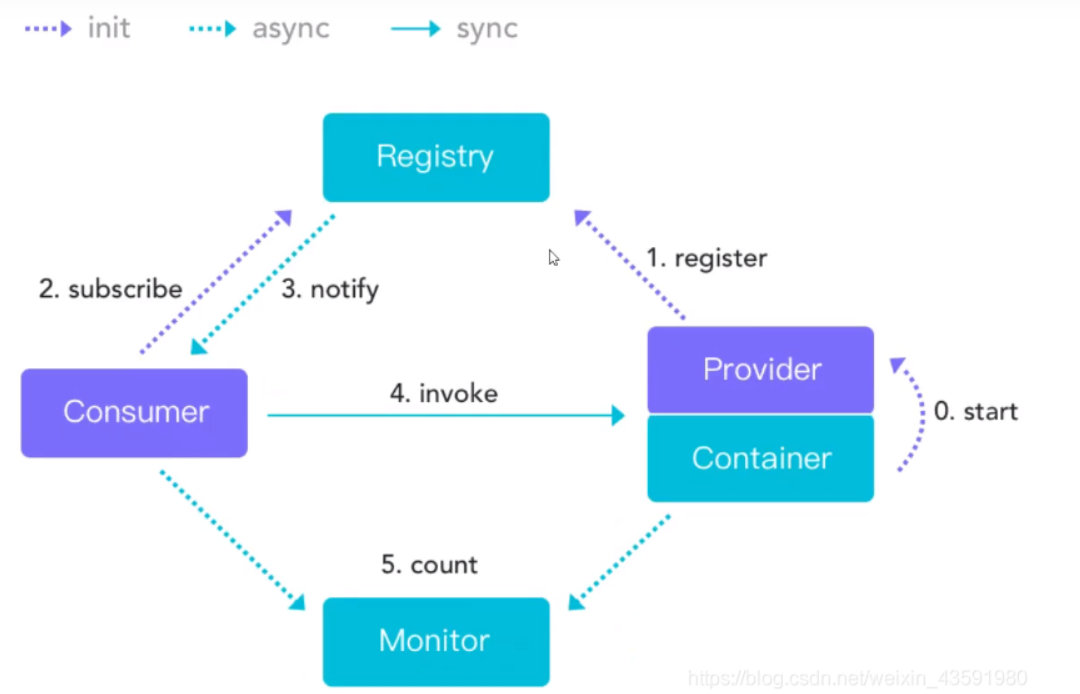 init async sync
Registry
1. register
2. subscribe
3. notify
Provider
4. invoke
Consumer
0. start
Container
5. count
Monitor
https://blog.csdn.net/weixin_43591980